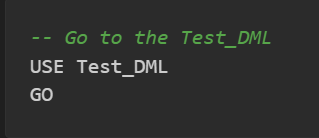 -- Go to the Test_DML
USE Test_DML
GO